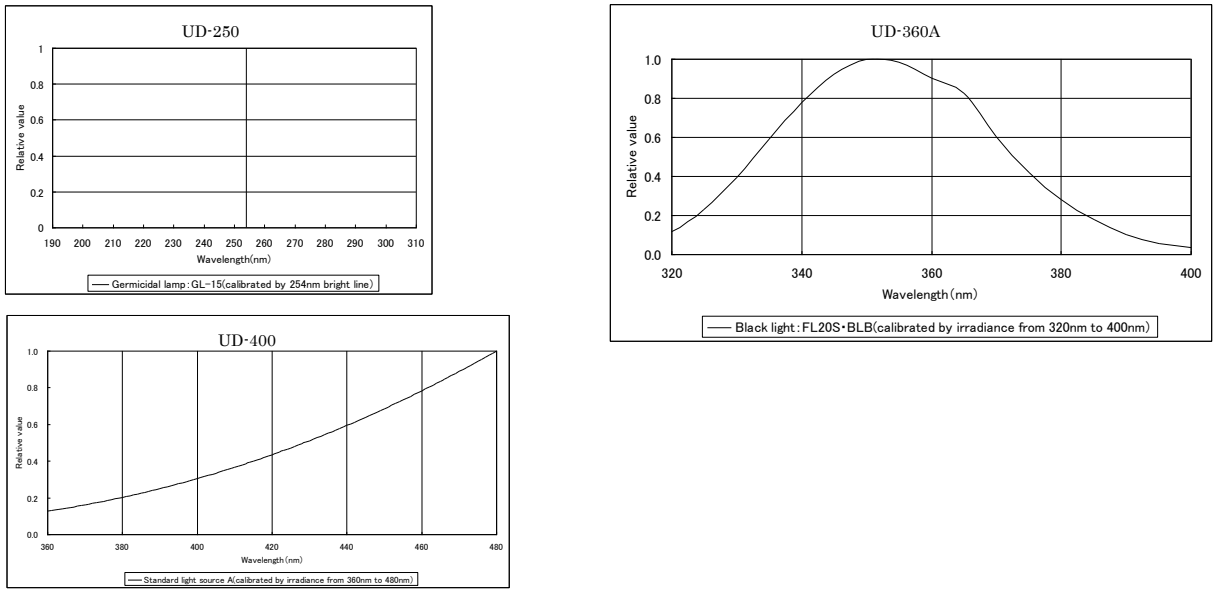 UD-250
1
0.8
0.6
0.4
0.2
0
Relative value
190 200 210 220 230 240 250 260 270 280 290 300 310
Wavelength(nm)
Germicidal lamp:GL-15(calibrated by 254nm bright line)
UD-360A
1.0
0.8
0.6
0.4
0.2
0.0
Relative value
320 340 360 380 400
Wavelength(nm)
Black light:FL20S・BLB(calibrated by irradiance from 320nm to 400nm)
UD-400
1.0
0.8
0.6
0.4
0.2
0.0
Relative value
360 380 400 420 440 460 480
Wavelength(nm)
Standard light source A(calibrated by irradiance from 360nm to 480nm)